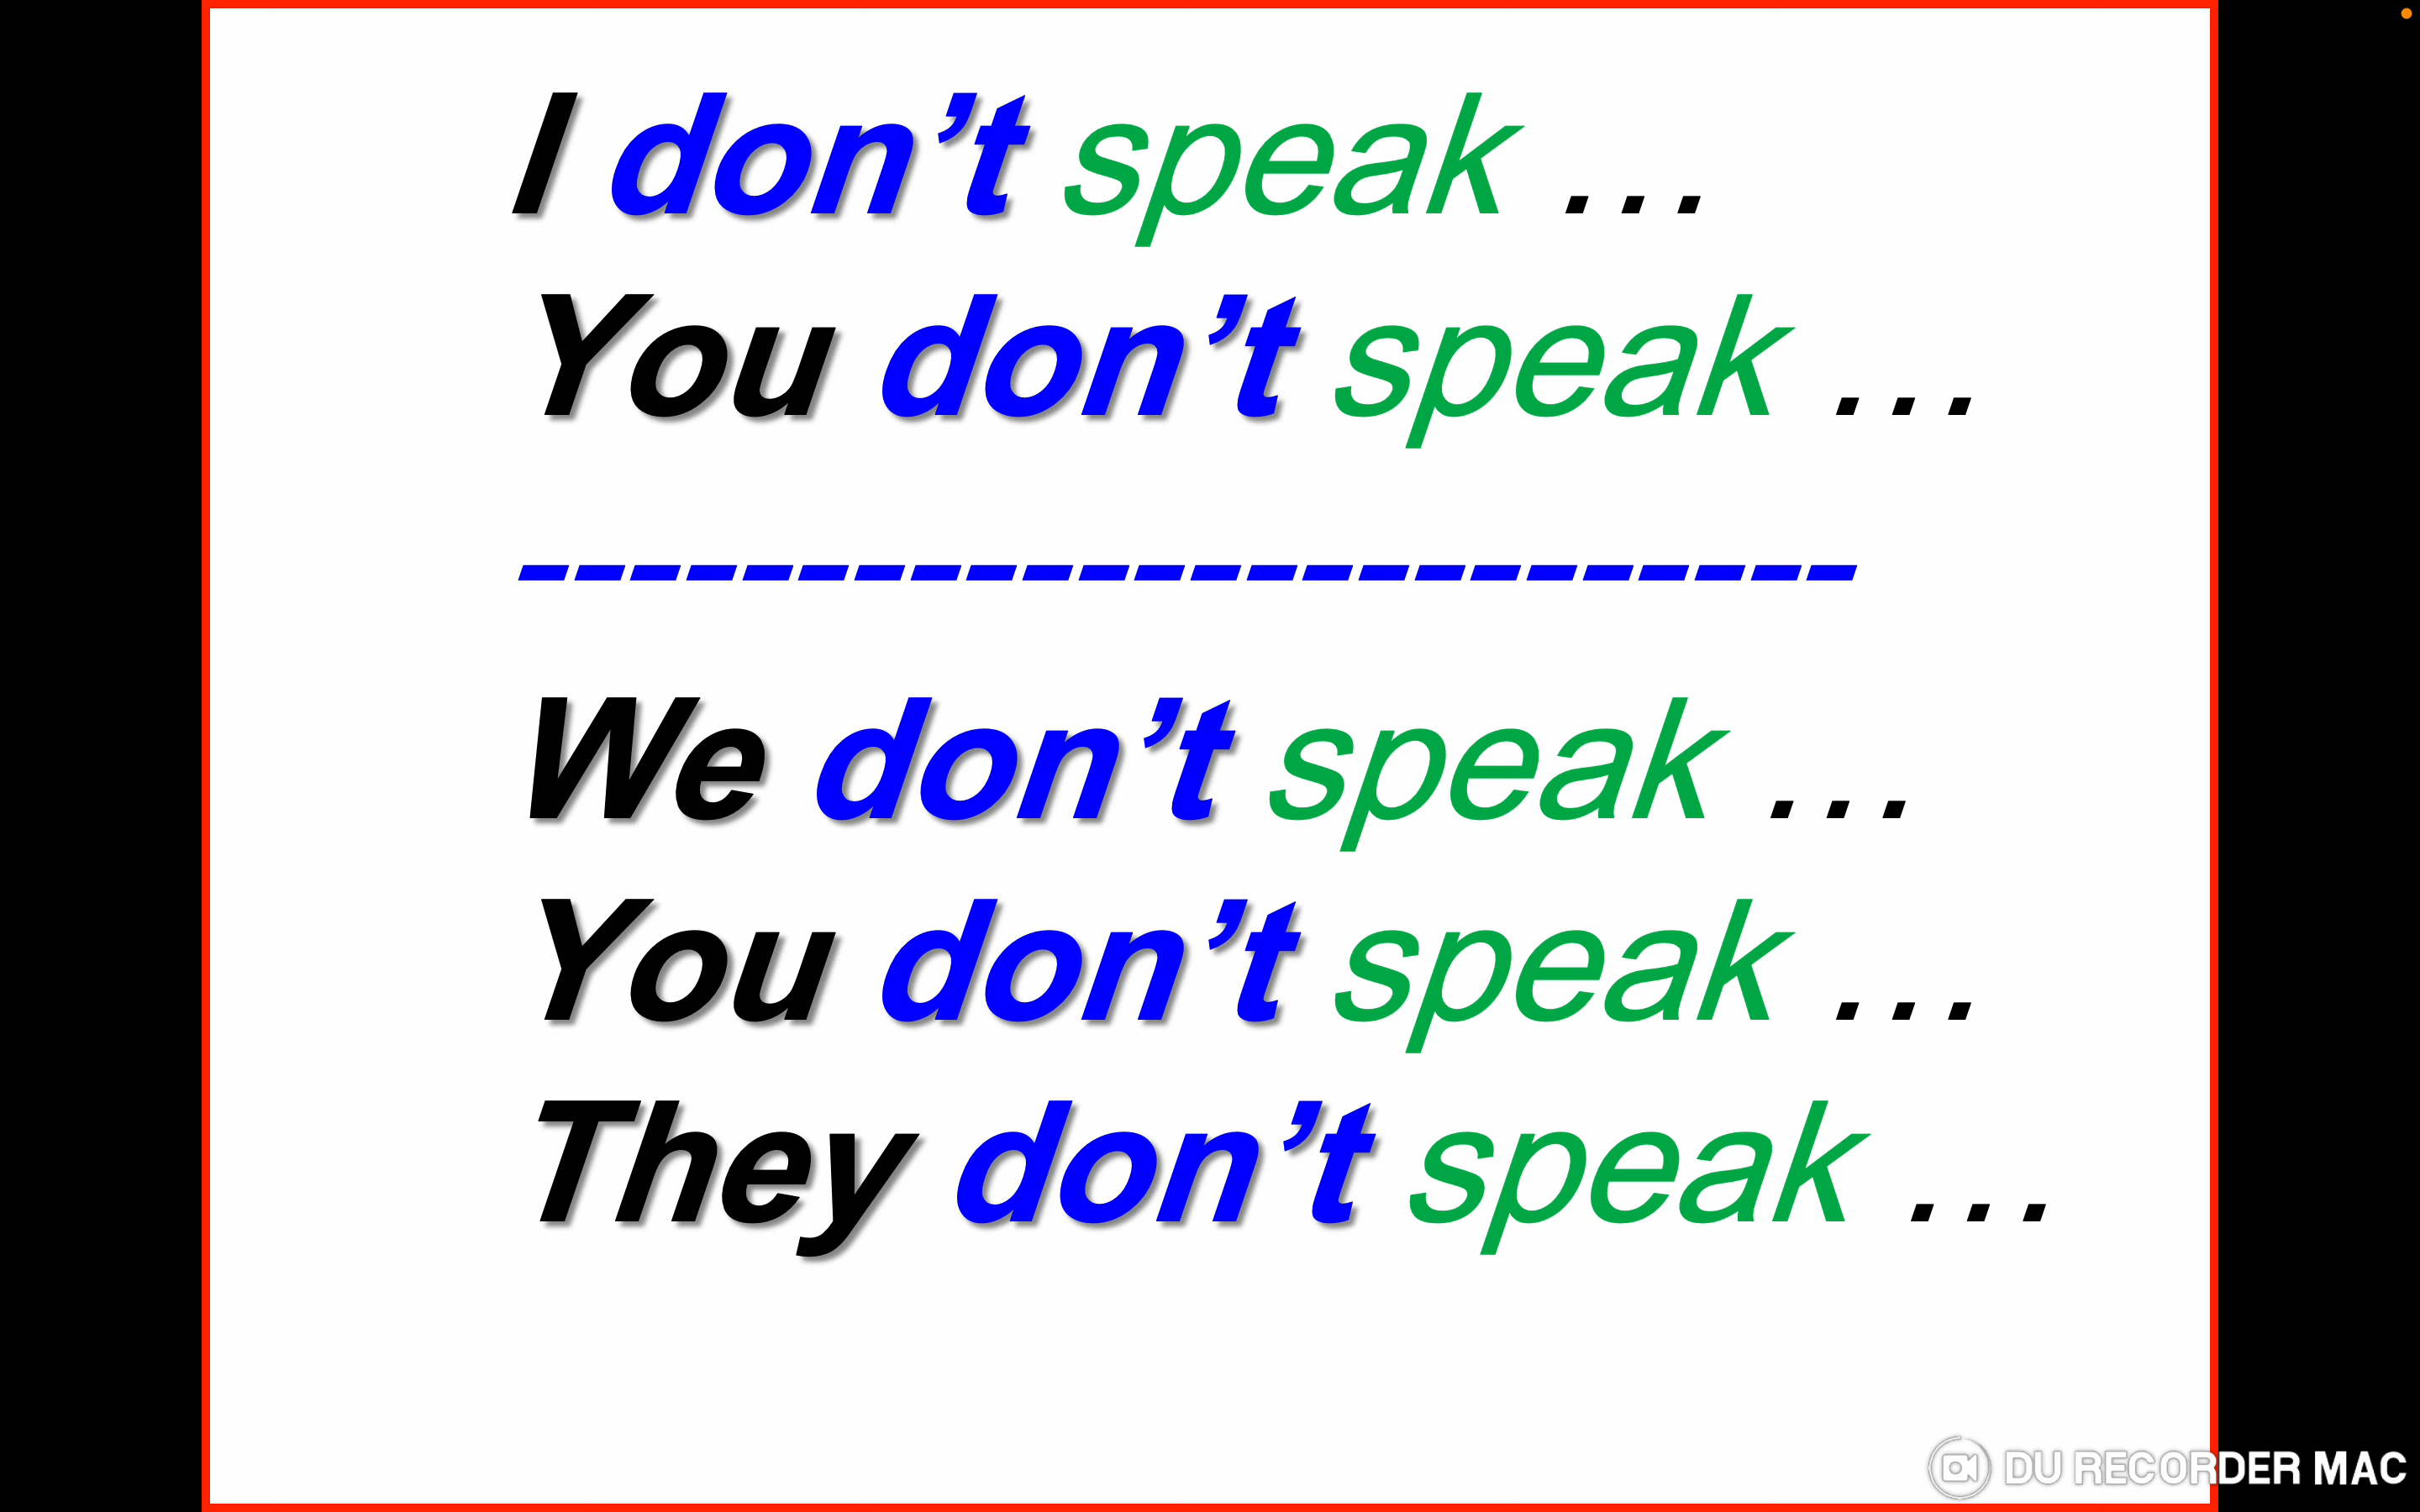 I don’t speak ...
You don’t speak ...
------------------------
We don’t speak ...
You don’t speak ...
They don’t speak ...
DU RECORDER MAC